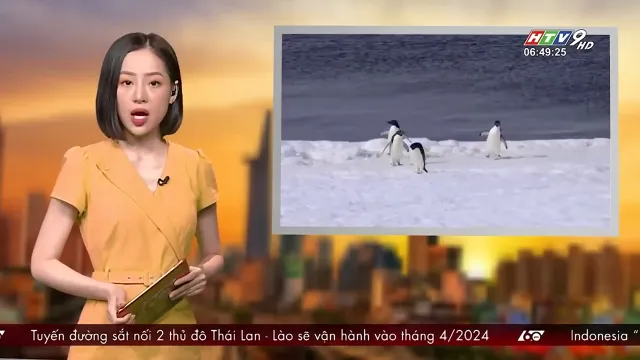 HTV9 HD
06:49:25
Tuyến đường sắt nối 2 thủ đô Thái Lan - Lào sẽ vận hành vào tháng 4/2024
Indonesia "